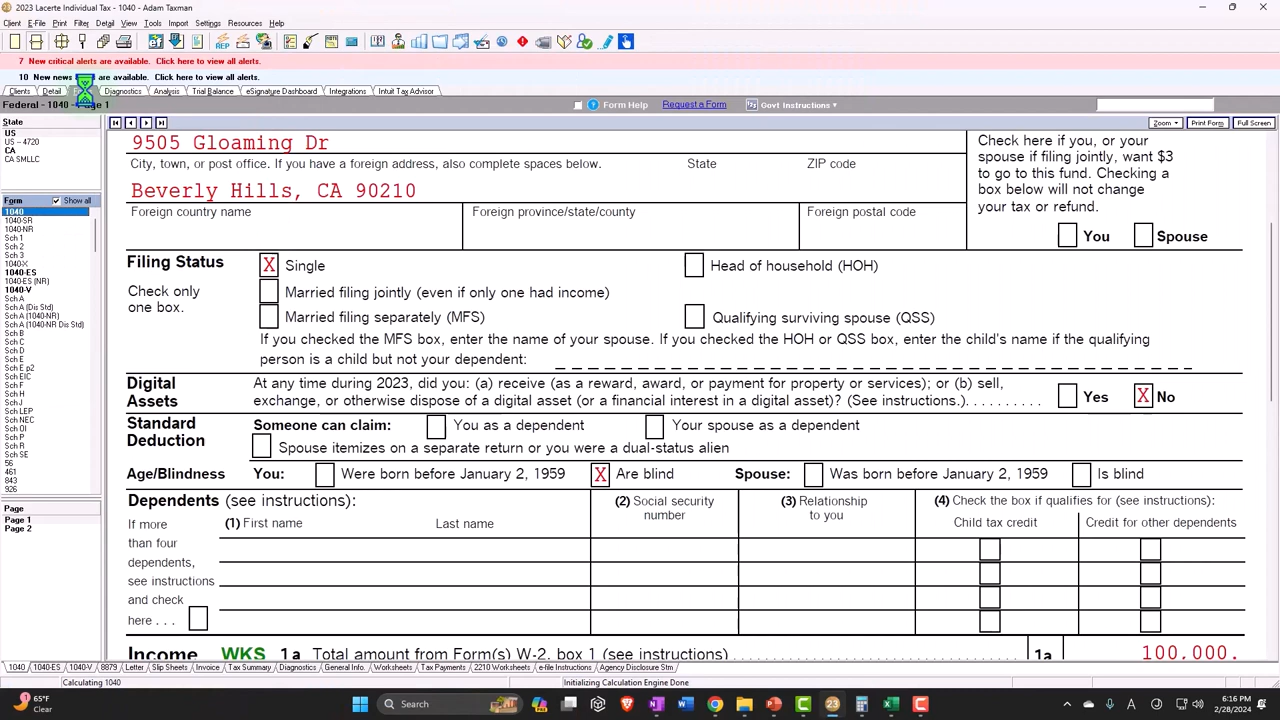 2023 Lacerte Individual Tax - 1040 - Adam Taxman
Client E-File Print Filter Detail View Tools Import Settings Resources Help
7 New critical alerts are available. Click here to view all alerts.
10 New news are available. Click here to view all alerts.
Clients Detail Diagnostics Analysis Trial Balance eSignature Dashboard Integrations Intuit Tax Advisor
Federal - 1040 - Page 1
Form Help Request a Form Govt Instructions
State
US
US - 4720
CA
CA SMLLC
Form Show all
1040
1040-SR
1040-NR
Sch 1
Sch 2
Sch 3
1040-X
1040-ES
1040-ES (NR)
1040-V
Sch A
Sch A (Dis Std)
Sch A (1040-NR)
Sch A (1040-NR Dis Std)
Sch B
Sch C
Sch D
Sch E
Sch E p2
Sch EIC
Sch F
Sch H
Sch J
Sch LEP
Sch NEC
Sch OI
Sch P
Sch R
Sch SE
56
461
843
926
Page
Page 1
Page 2
Zoom Print Form Full Screen
9505 Gloaming Dr
City, town, or post office. If you have a foreign address, also complete spaces below. State ZIP code
Beverly Hills, CA 90210
Foreign country name Foreign province/state/county Foreign postal code
Check here if you, or your
spouse if filing jointly, want $3
to go to this fund. Checking a
box below will not change
your tax or refund.
You Spouse
Filing Status X Single Head of household (HOH)
Check only
one box.
Married filing jointly (even if only one had income)
Married filing separately (MFS) Qualifying surviving spouse (QSS)
If you checked the MFS box, enter the name of your spouse. If you checked the HOH or QSS box, enter the child's name if the qualifying
person is a child but not your dependent:
Digital
Assets
At any time during 2023, did you: (a) receive (as a reward, award, or payment for property or services); or (b) sell,
exchange, or otherwise dispose of a digital asset (or a financial interest in a digital asset)? (See instructions.) . . . . . . . . . Yes X No
Standard
Deduction
Someone can claim: You as a dependent Your spouse as a dependent
Spouse itemizes on a separate return or you were a dual-status alien
Age/Blindness You: Were born before January 2, 1959 X Are blind Spouse: Was born before January 2, 1959 Is blind
Dependents (see instructions):
If more
than four
dependents,
see instructions
and check
here . . .
(1) First name Last name
(2) Social security
number
(3) Relationship
to you
(4) Check the box if qualifies for (see instructions):
Child tax credit Credit for other dependents
Income WKS 1a Total amount from Form(s) W-2, box 1 (see instructions) 1a 100,000.
1040 1040-ES 1040-V 8879 Letter Slip Sheets Invoice Tax Summary Diagnostics General Info. Worksheets Tax Payments 2210 Worksheets e-file Instructions Agency Disclosure Stm
Calculating 1040 Initializing Calculation Engine Done
65°F
Clear
Search
6:16 PM
2/28/2024